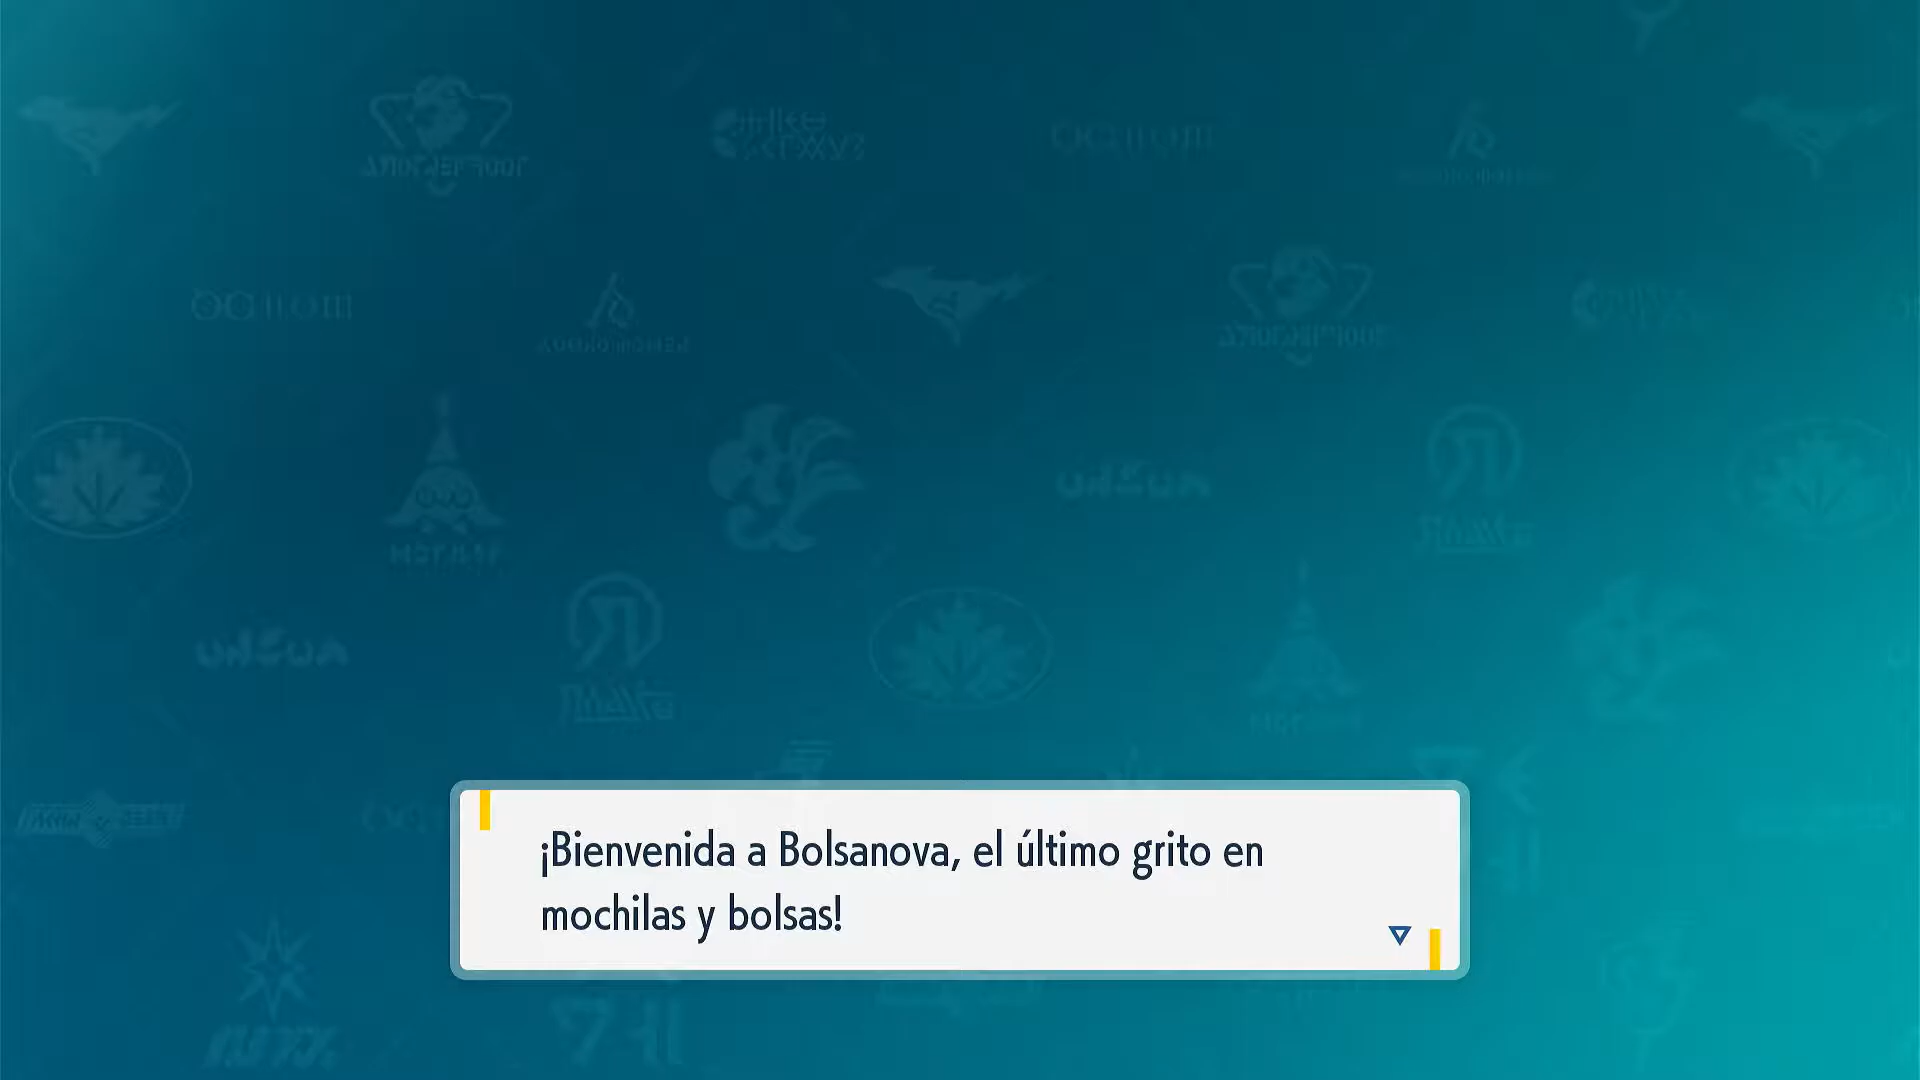 ¡Bienvenida a Bolsanova, el último grito en
mochilas y bolsas!